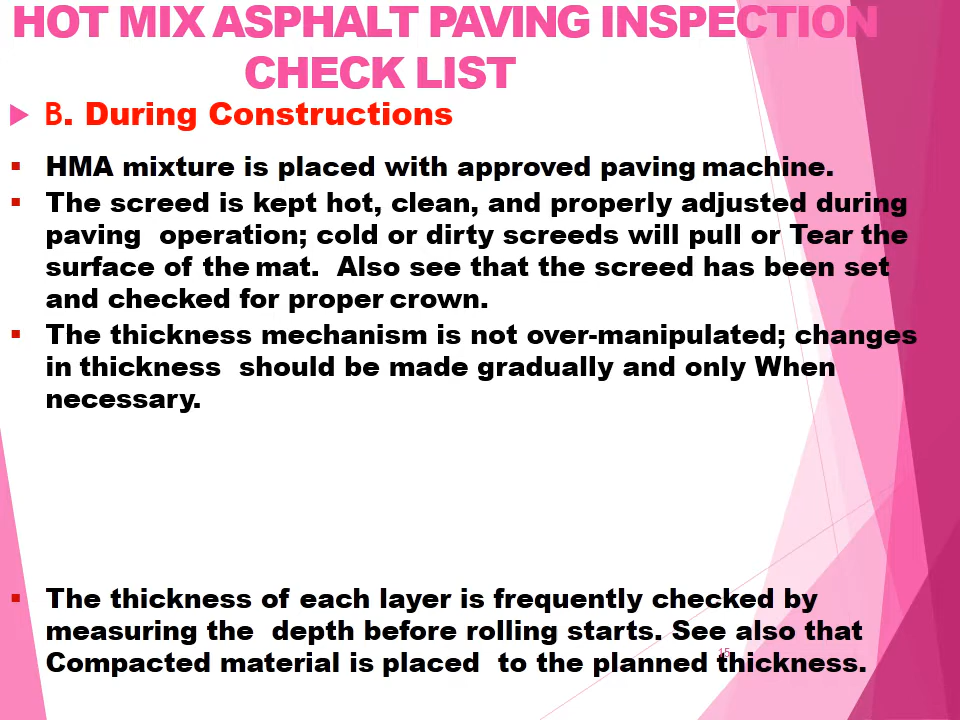 HOT MIX ASPHALT PAVING INSPECTION
CHECK LIST
B. During Constructions
HMA mixture is placed with approved paving machine.
The screed is kept hot, clean, and properly adjusted during
paving operation; cold or dirty screeds will pull or Tear the
surface of the mat. Also see that the screed has been set
and checked for proper crown.
The thickness mechanism is not over-manipulated; changes
in thickness should be made gradually and only When
necessary.
The thickness of each layer is frequently checked by
measuring the depth before rolling starts. See also that
15
Compacted material is placed to the planned thickness.